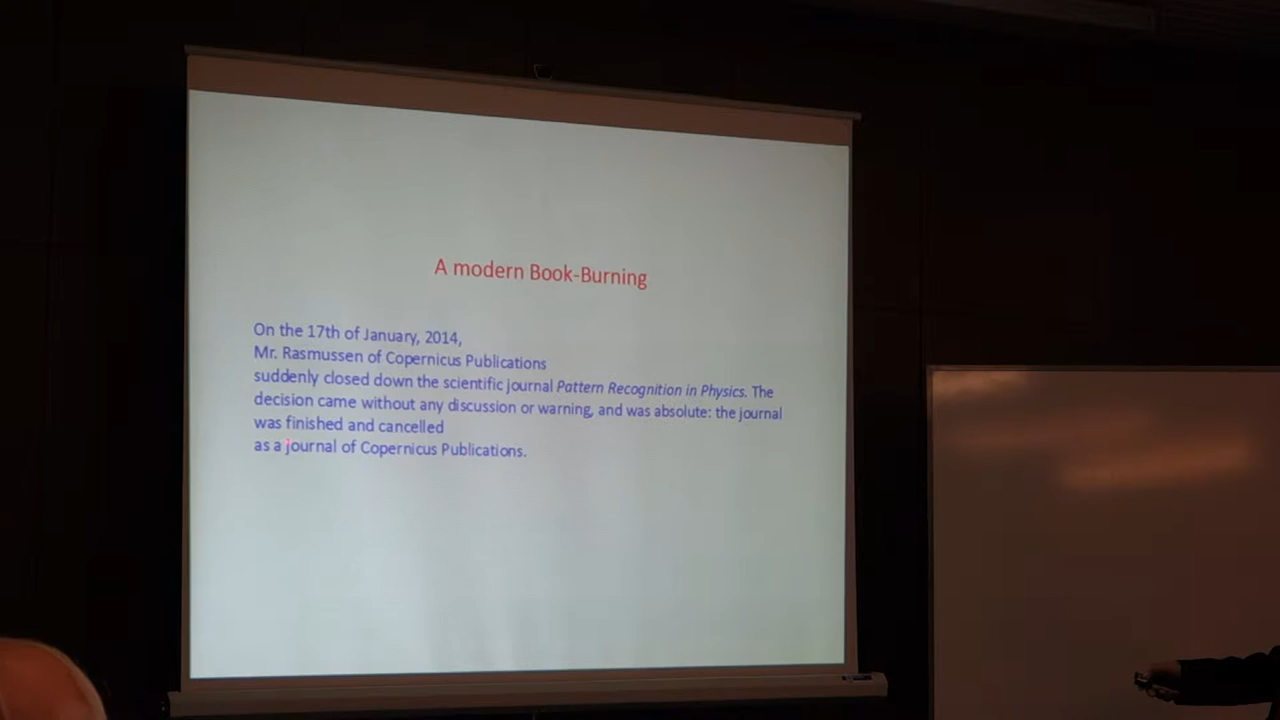 A modern Book-Burning
On the 17th of January, 2014,
Mr. Rasmussen of Copernicus Publications
suddenly closed down the scientific journal Pattern Recognition in Physics. The
decision came without any discussion or warning, and was absolute: the journal
was finished and cancelled
as a journal of Copernicus Publications.